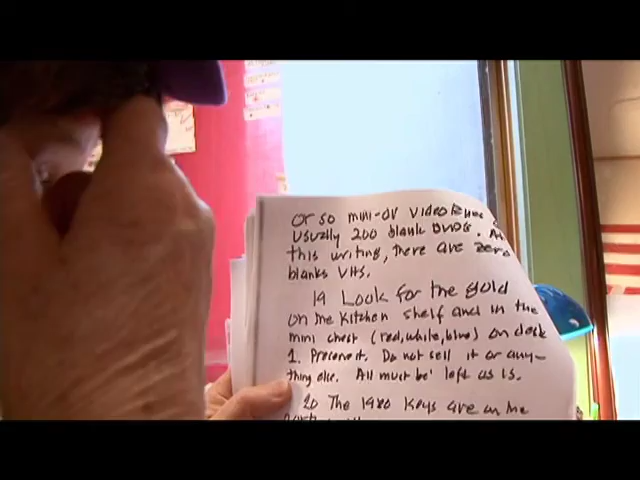 Or so mini-DV video
Usually 200 blank DVDs. At
this writing, there are zero
blanks VHS.
19 Look for the gold
on the kitchen shelf and in the
mini chest (red, white, blue) on desk
1. Preserve it. Do not sell it or any-
thing else. All must be left as is.
20 The 1980 keys are on the